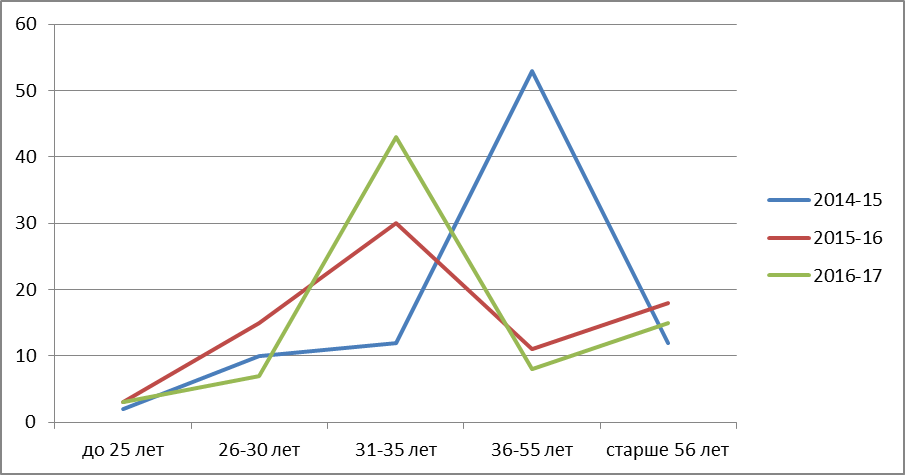 60
50
40
30
20
10
0
до 25 лет
26-30 лет
31-35 лет
36-55 лет
старше 56 лет
2014-15
2015-16
2016-17